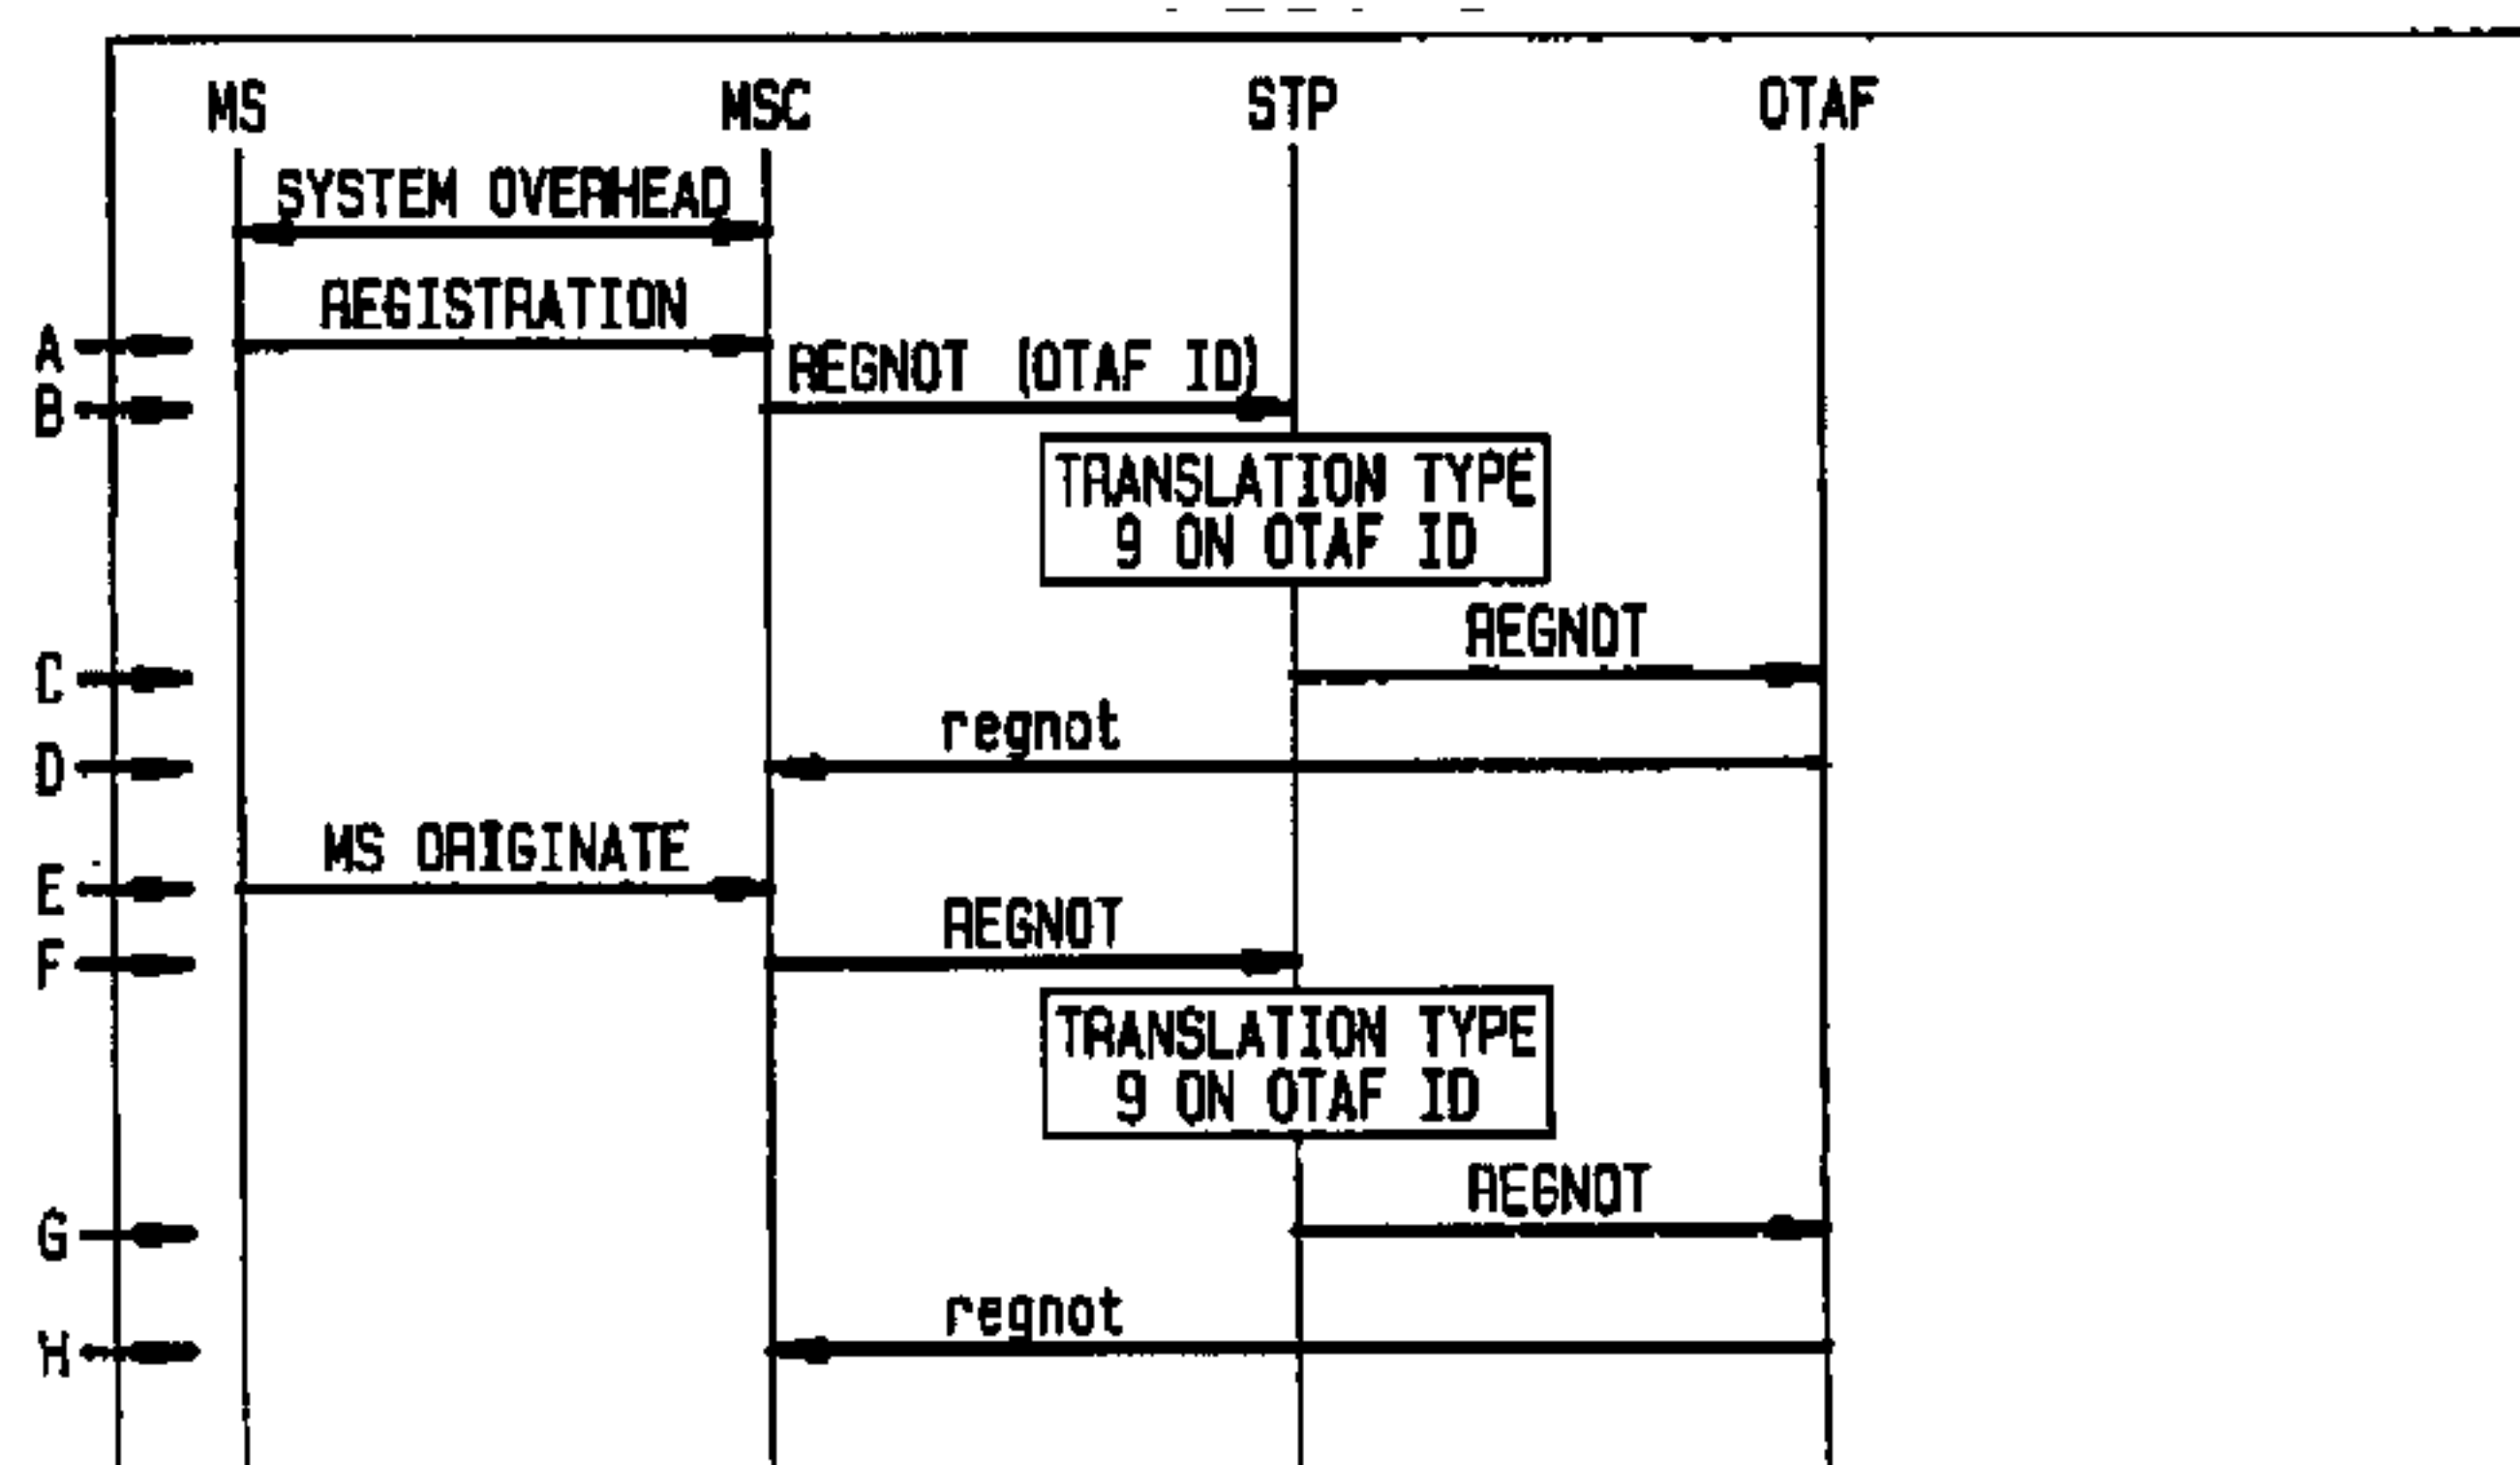 MS MSC STP OTAF
SYSTEM OVERHEAD
REGISTRATION
A
REGNOT (OTAF ID)
B
TRANSLATION TYPE
9 ON OTAF ID
REGNOT
C
regnot
D
MS ORIGINATE
E
REGNOT
F
TRANSLATION TYPE
9 ON OTAF ID
REGNOT
G
regnot
H